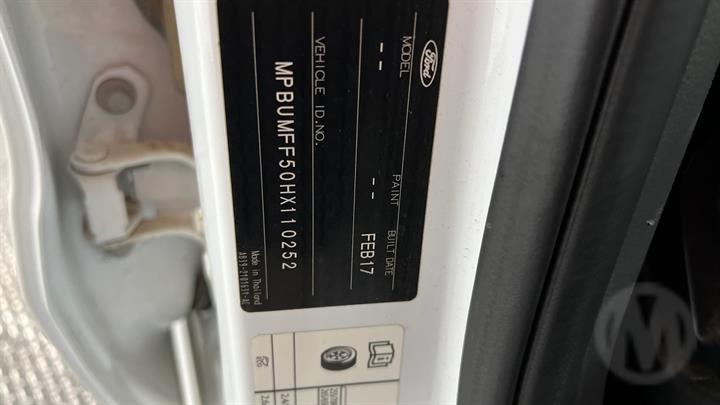 Ford
MODEL PAINT BUILT DATE
-- -- FEB17
VEHICLE ID.NO.
MPBUMFF50HX110252
Made in Thailand
M